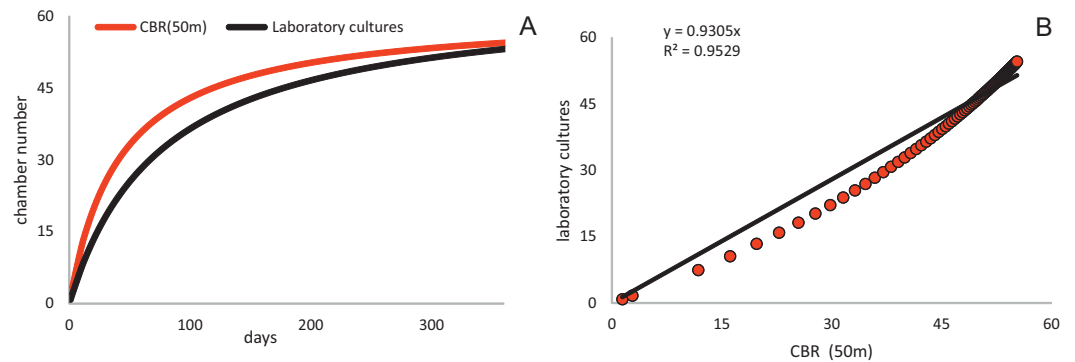 A
CBR(50m)
Laboratory cultures
chamber number
60
45
30
15
0
0
100
200
300
days
B
y = 0.9305x
R² = 0.9529
laboratory cultures
60
45
30
15
0
0
15
30
45
60
CBR (50m)